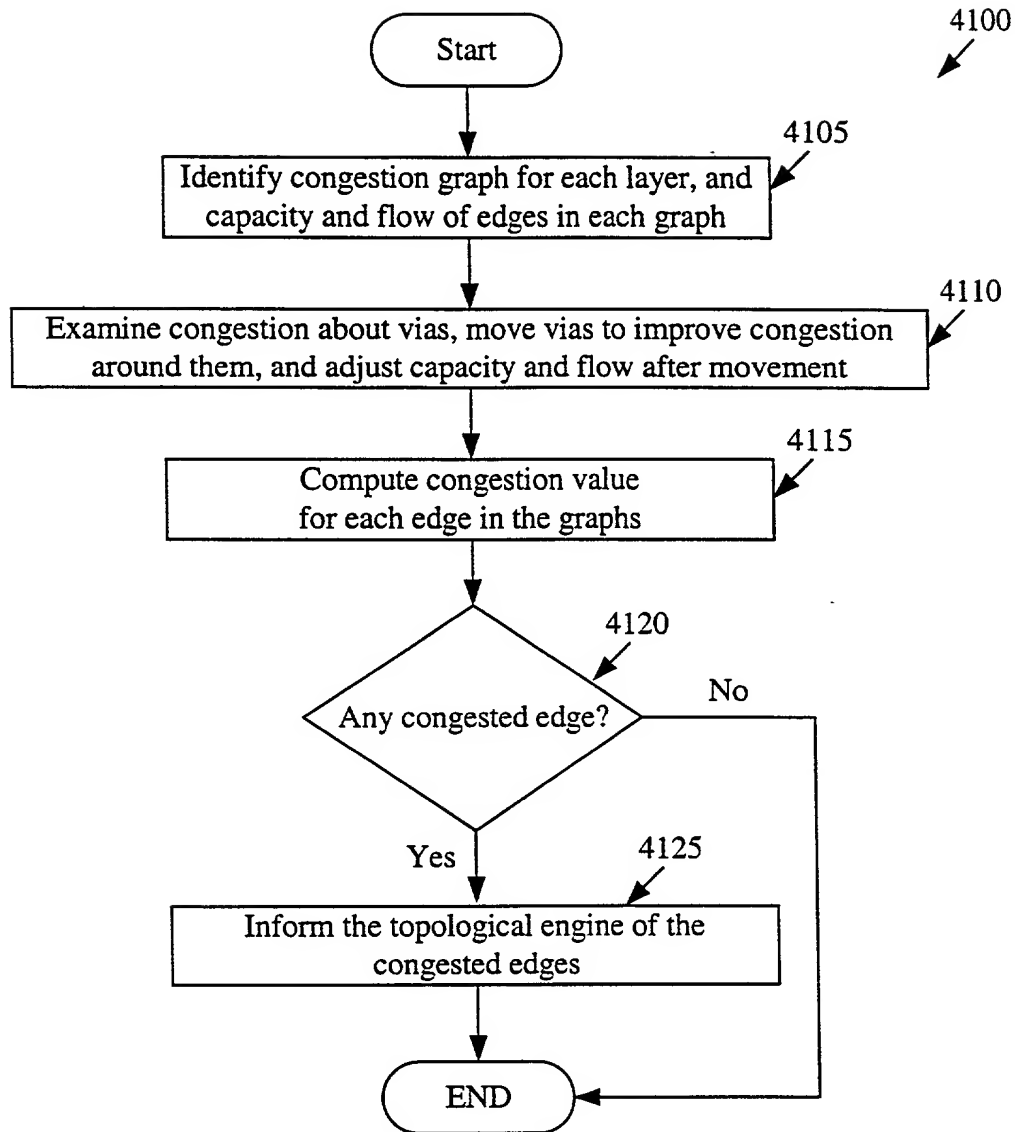 4100
Start
4105
Identify congestion graph for each layer, and
capacity and flow of edges in each graph
4110
Examine congestion about vias, move vias to improve congestion
around them, and adjust capacity and flow after movement
4115
Compute congestion value
for each edge in the graphs
4120
No
Any congested edge?
Yes
4125
Inform the topological engine of the
congested edges
END